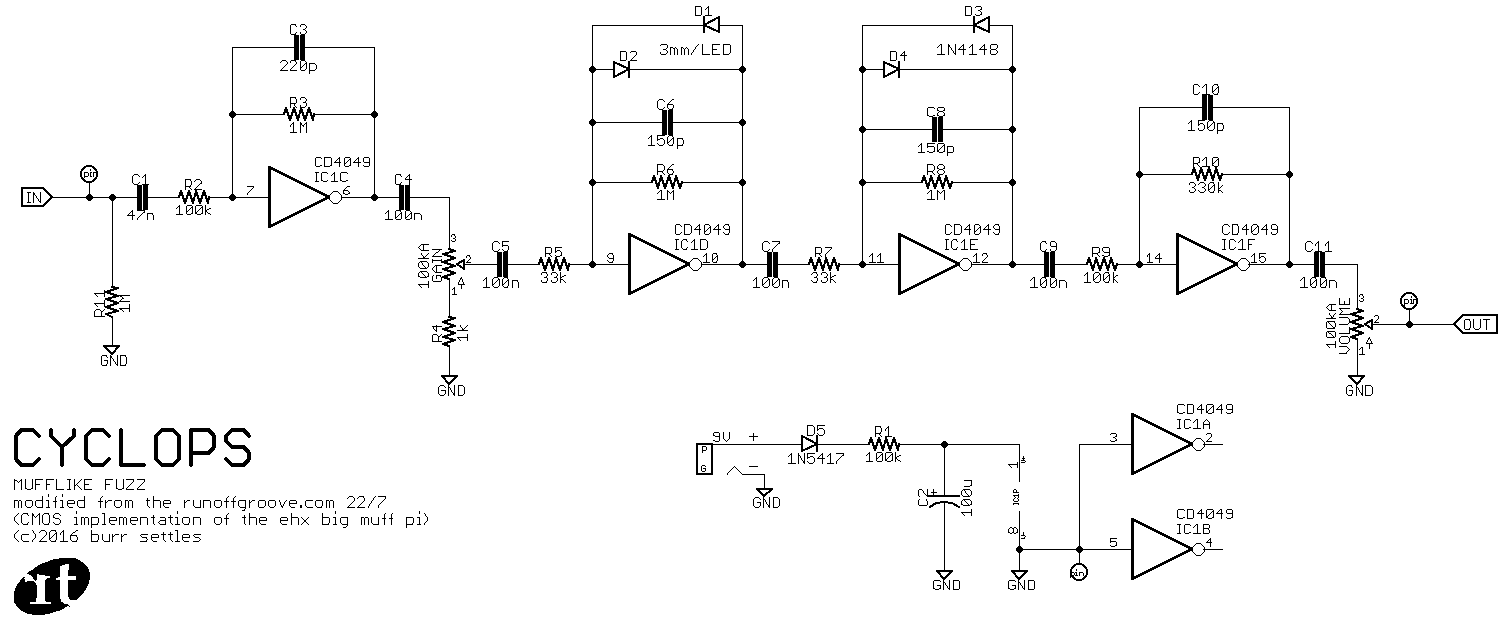 D1
3mm/LED
D2
C6
150p
R6
1M
D3
1N4148
D4
C8
150p
R8
1M
C3
220p
R3
1M
C10
150p
R10
330k
IN
pin
C1
47n
R2
100k
7
CD4049
IC1C
6
C4
100n
R11
1M
3
100kA
GAIN
2
1
R4
1k
GND
GND
C5
100n
R5
33k
9
CD4049
IC1D
10
C7
100n
R7
33k
11
CD4049
IC1E
12
C9
100n
R9
100k
14
CD4049
IC1F
15
C11
100n
3
100kA
VOLUME
2
1
GND
pin
OUT
CYCLOPS
MUFFLIKE FUZZ
modified from the runoffgroove.com 22/7
(CMOS implementation of the ehx big muff pi)
(c)2016 burr settles
rt
P
G
9V +
-
GND
D5
1N5417
R1
100k
C2
+
100u
GND
1
IC1P
8
GND
pin
3
CD4049
IC1A
2
5
CD4049
IC1B
4